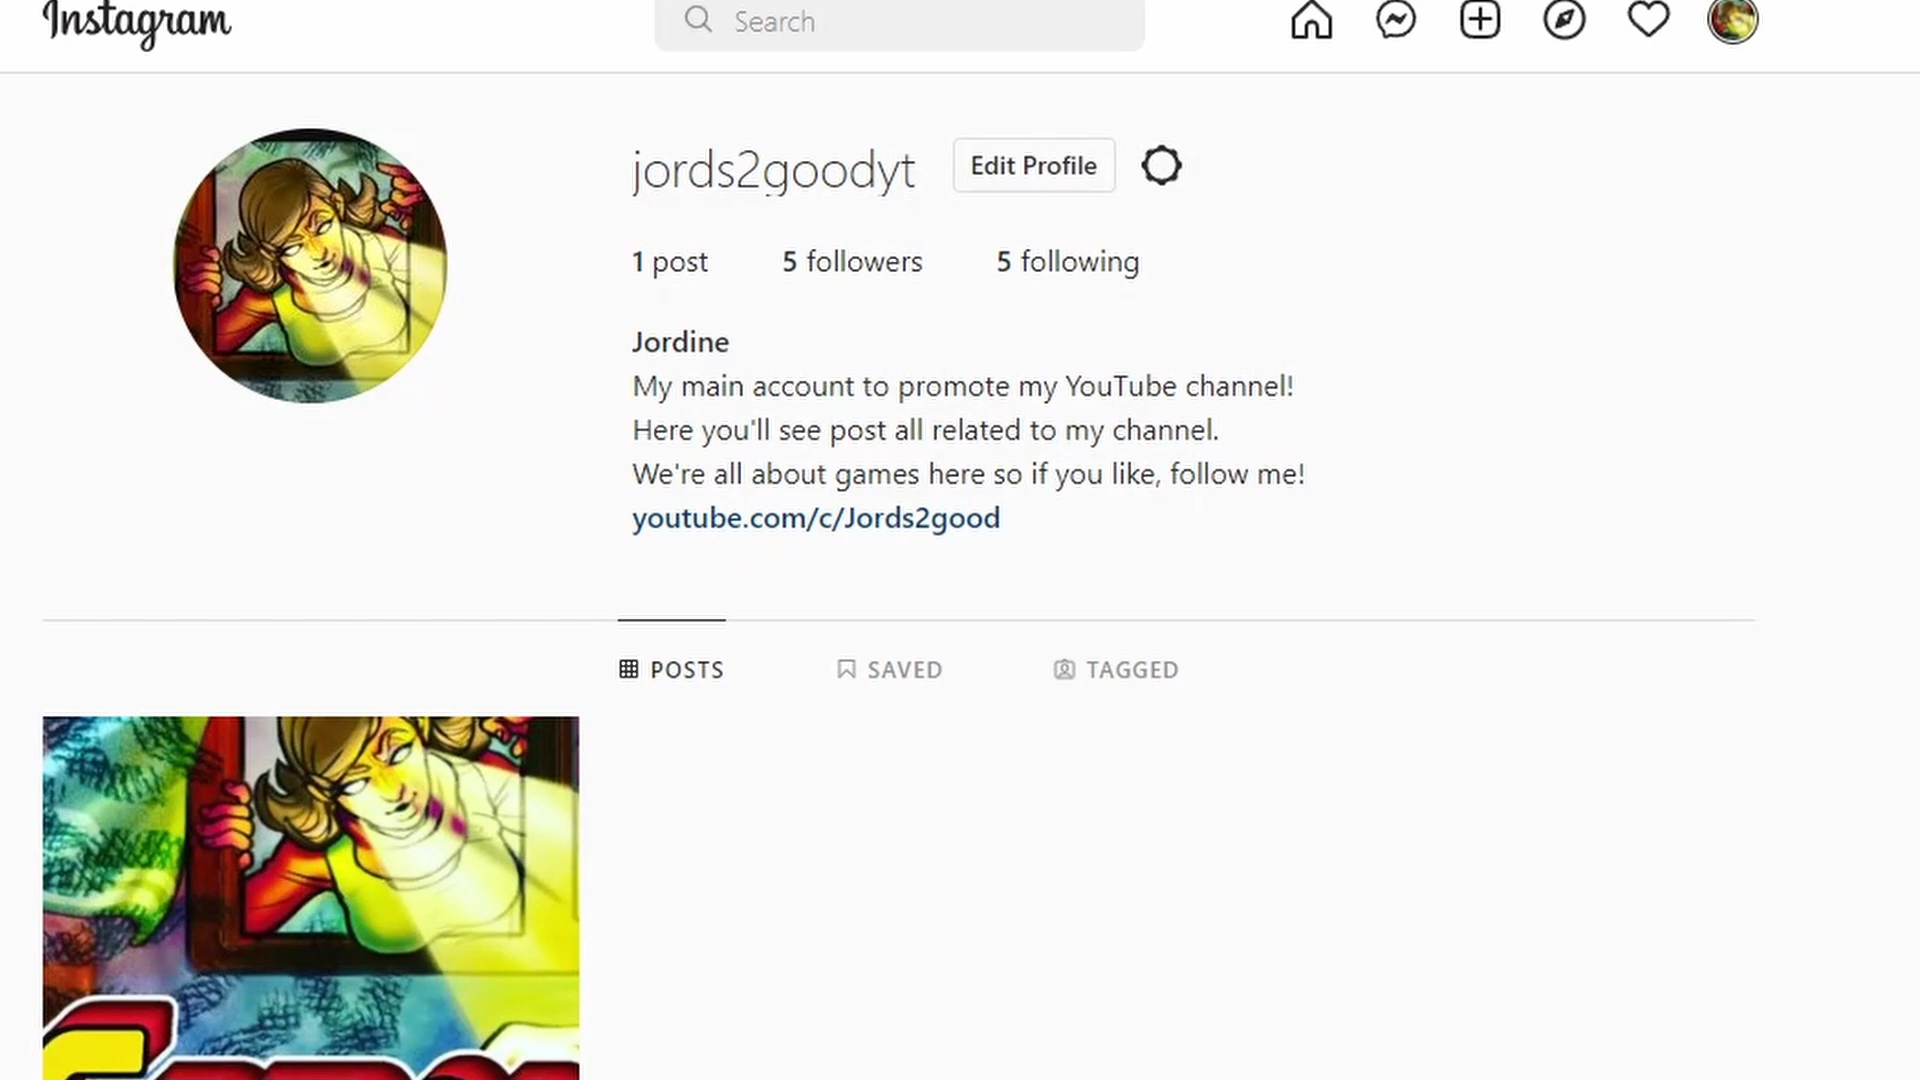 Instagram
Search
jords2goodyt
Edit Profile
1 post 5 followers 5 following
Jordine
My main account to promote my YouTube channel!
Here you'll see post all related to my channel.
We're all about games here so if you like, follow me!
youtube.com/c/Jords2good
POSTS SAVED TAGGED